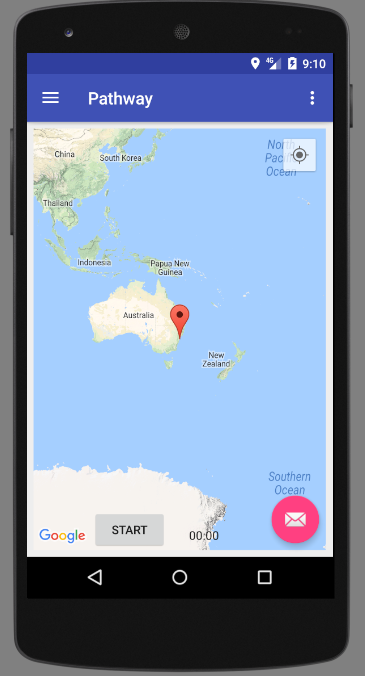 4G 9:10
Pathway
North
Pacific
Ocean
China
South Korea
Thailand
Indonesia
Papua New
Guinea
Australia
New
Zealand
Southern
Ocean
Google
START
00:00